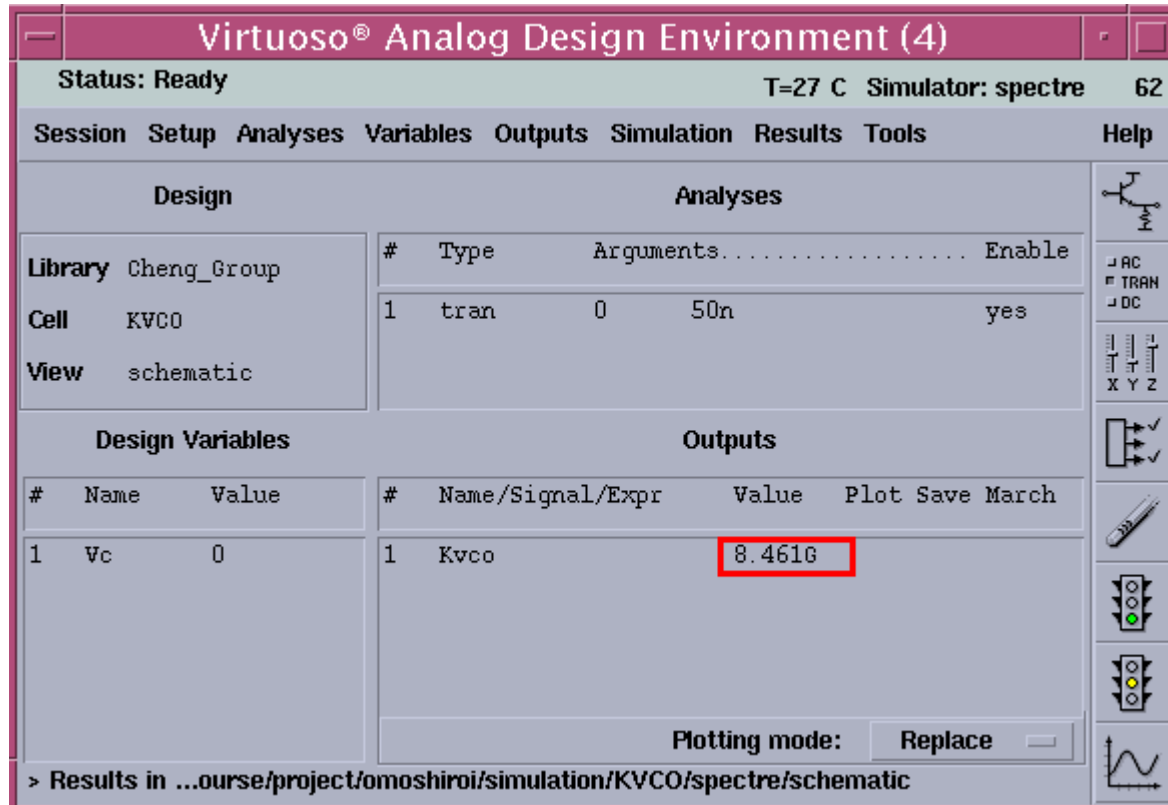 Virtuoso® Analog Design Environment (4)
Status: Ready T=27 C Simulator: spectre 62
Session Setup Analyses Variables Outputs Simulation Results Tools Help
Design
Analyses
Library Cheng_Group
Cell KVCO
View schematic
# Type Arguments................... Enable
1 tran 0 50n yes
Design Variables
Outputs
# Name Value
1 Vc 0
# Name/Signal/Expr Value Plot Save March
1 Kvco 8.461G
Plotting mode: Replace
> Results in ...ourse/project/omoshiroi/simulation/KVCO/spectre/schematic
AC
TRAN
DC
X Y Z